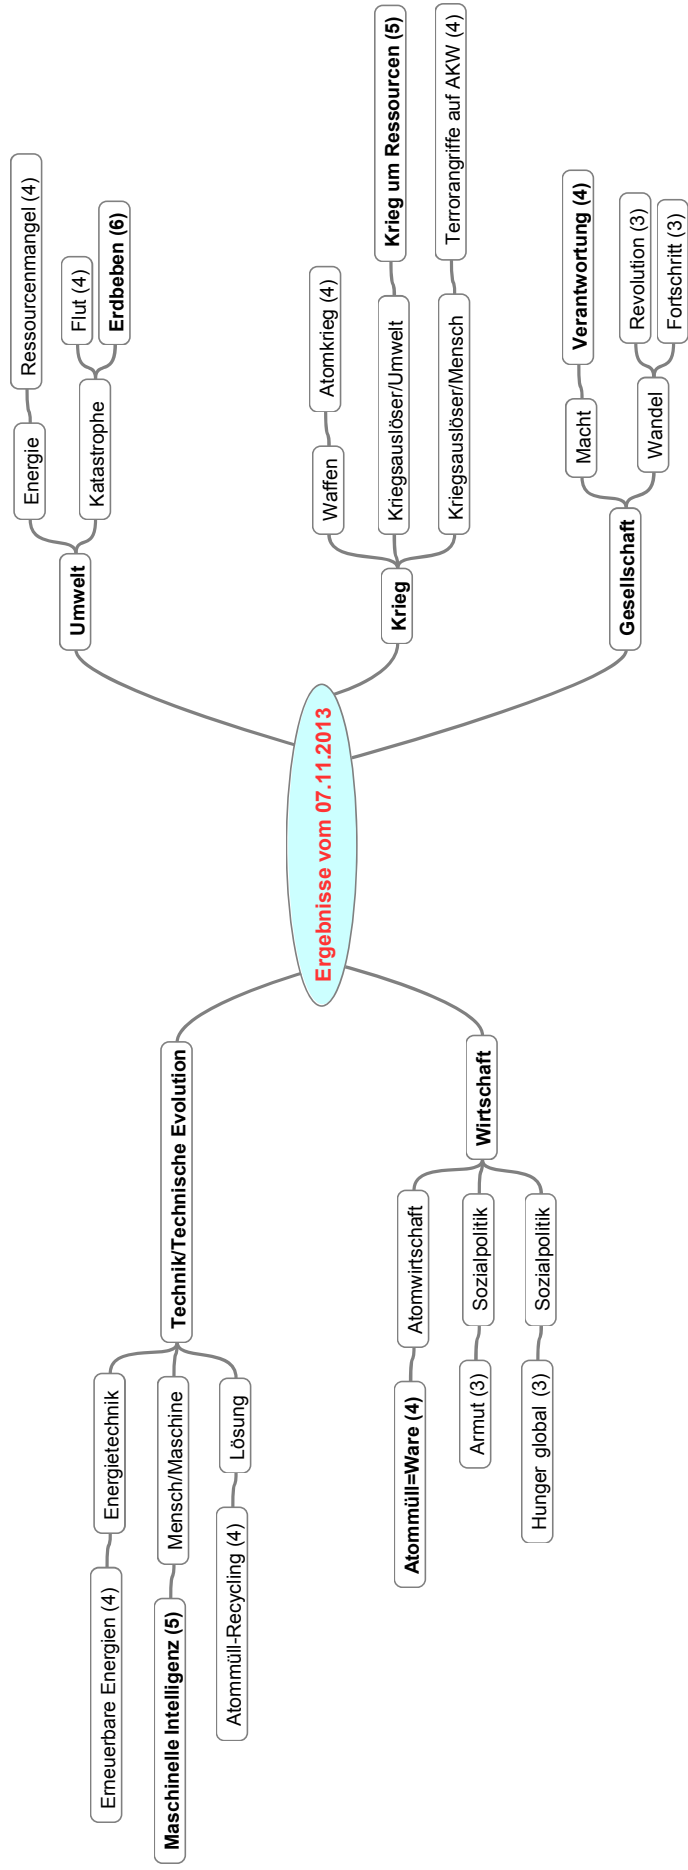 Ergebnisse vom 07.11.2013
Technik/Technische Evolution
Energietechnik
Erneuerbare Energien (4)
Mensch/Maschine
Maschinelle Intelligenz (5)
Lösung
Atommüll-Recycling (4)
Wirtschaft
Atomwirtschaft
Atommüll=Ware (4)
Sozialpolitik
Armut (3)
Sozialpolitik
Hunger global (3)
Umwelt
Energie
Ressourcenmangel (4)
Katastrophe
Flut (4)
Erdbeben (6)
Krieg
Waffen
Atomkrieg (4)
Kriegsauslöser/Umwelt
Krieg um Ressourcen (5)
Kriegsauslöser/Mensch
Terrorangriffe auf AKW (4)
Gesellschaft
Macht
Verantwortung (4)
Wandel
Revolution (3)
Fortschritt (3)